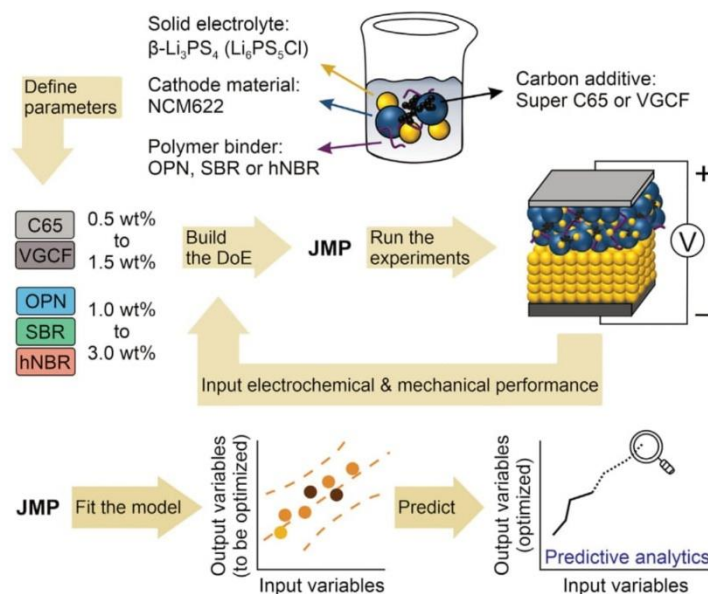 Solid electrolyte:
β-Li₃PS₄ (Li₆PS₅Cl)
Cathode material:
NCM622
Polymer binder:
OPN, SBR or hNBR
Carbon additive:
Super C65 or VGCF
Define
parameters
C65
VGCF
0.5 wt%
to
1.5 wt%
OPN
SBR
hNBR
1.0 wt%
to
3.0 wt%
Build
the DoE
JMP
Run the
experiments
+
V
−
Input electrochemical & mechanical performance
JMP
Fit the model
Output variables
(to be optimized)
Input variables
Predict
Output variables
(optimized)
Predictive analytics
Input variables